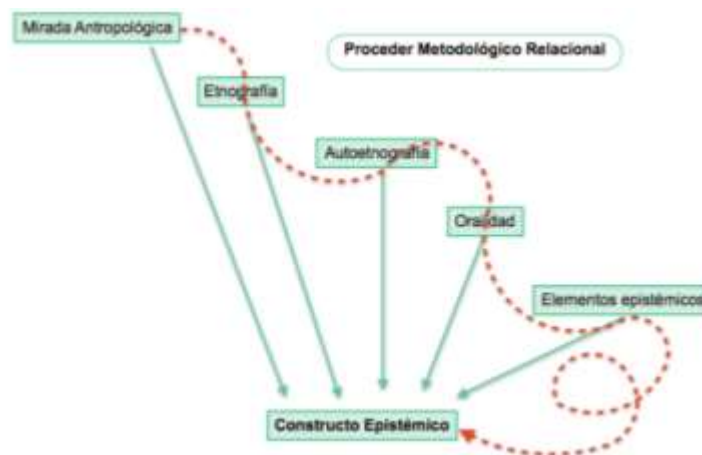 Mirada Antropológica
Proceder Metodológico Relacional
Etnografía
Autoetnografía
Oralidad
Elementos epistémicos
Constructo Epistémico